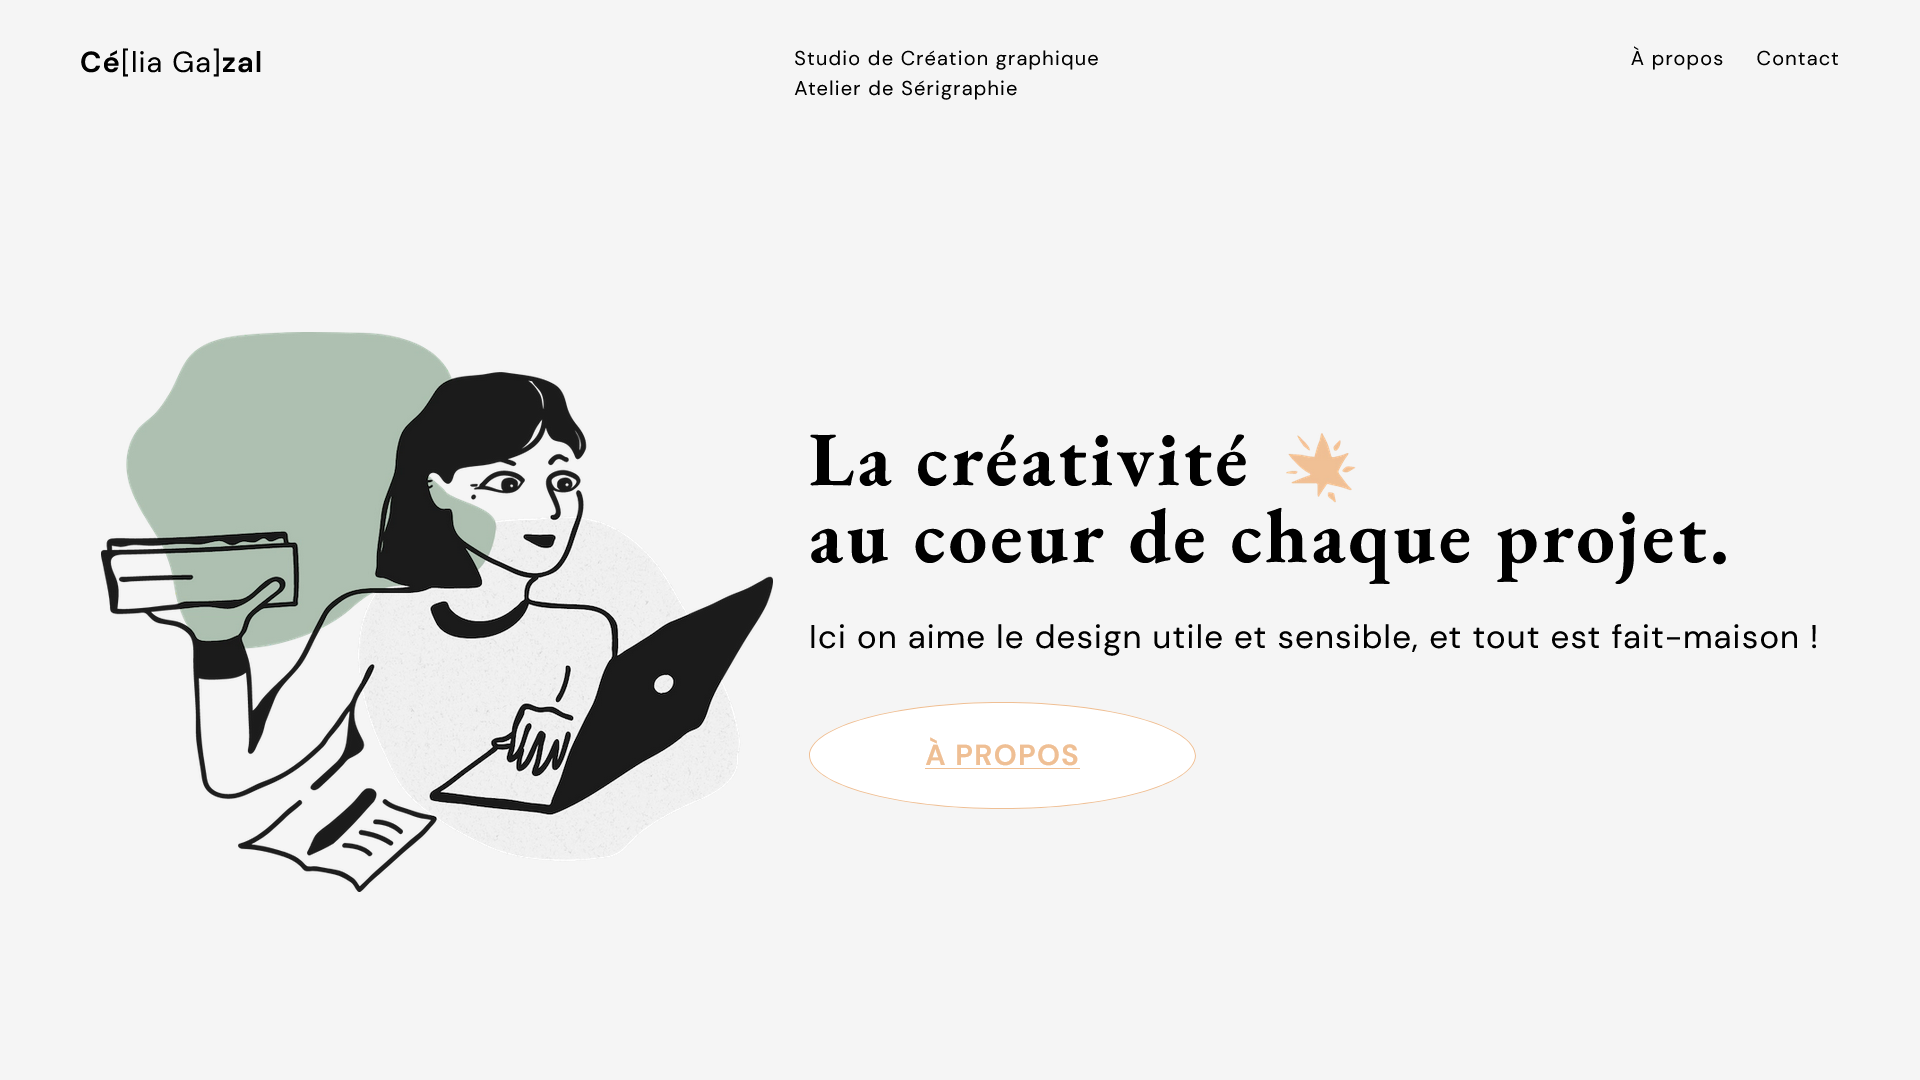 Cé[lia Ga]zal
Studio de Création graphique
Atelier de Sérigraphie
À propos
Contact
La créativité
au coeur de chaque projet.
Ici on aime le design utile et sensible, et tout est fait-maison !
À PROPOS